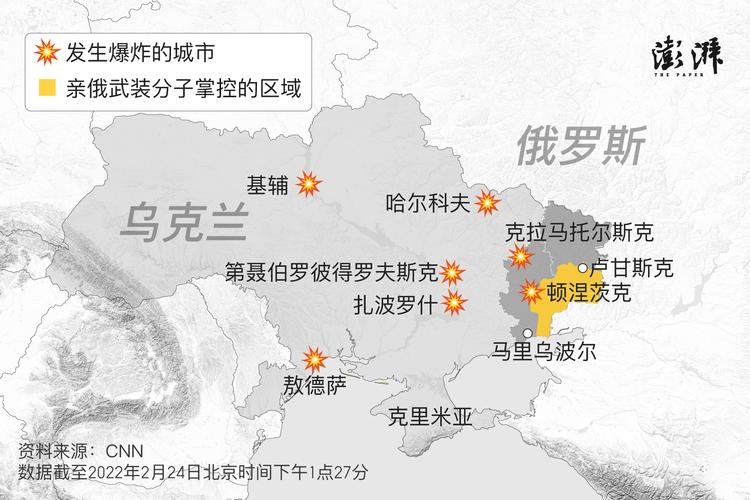 发生爆炸的城市
亲俄武装分子掌控的区域
澎湃
THE PAPER
俄罗斯
乌克兰
基辅
哈尔科夫
克拉马托尔斯克
第聂伯罗彼得罗夫斯克
卢甘斯克
扎波罗什
顿涅茨克
马里乌波尔
敖德萨
克里米亚
资料来源：CNN
数据截至2022年2月24日北京时间下午1点27分